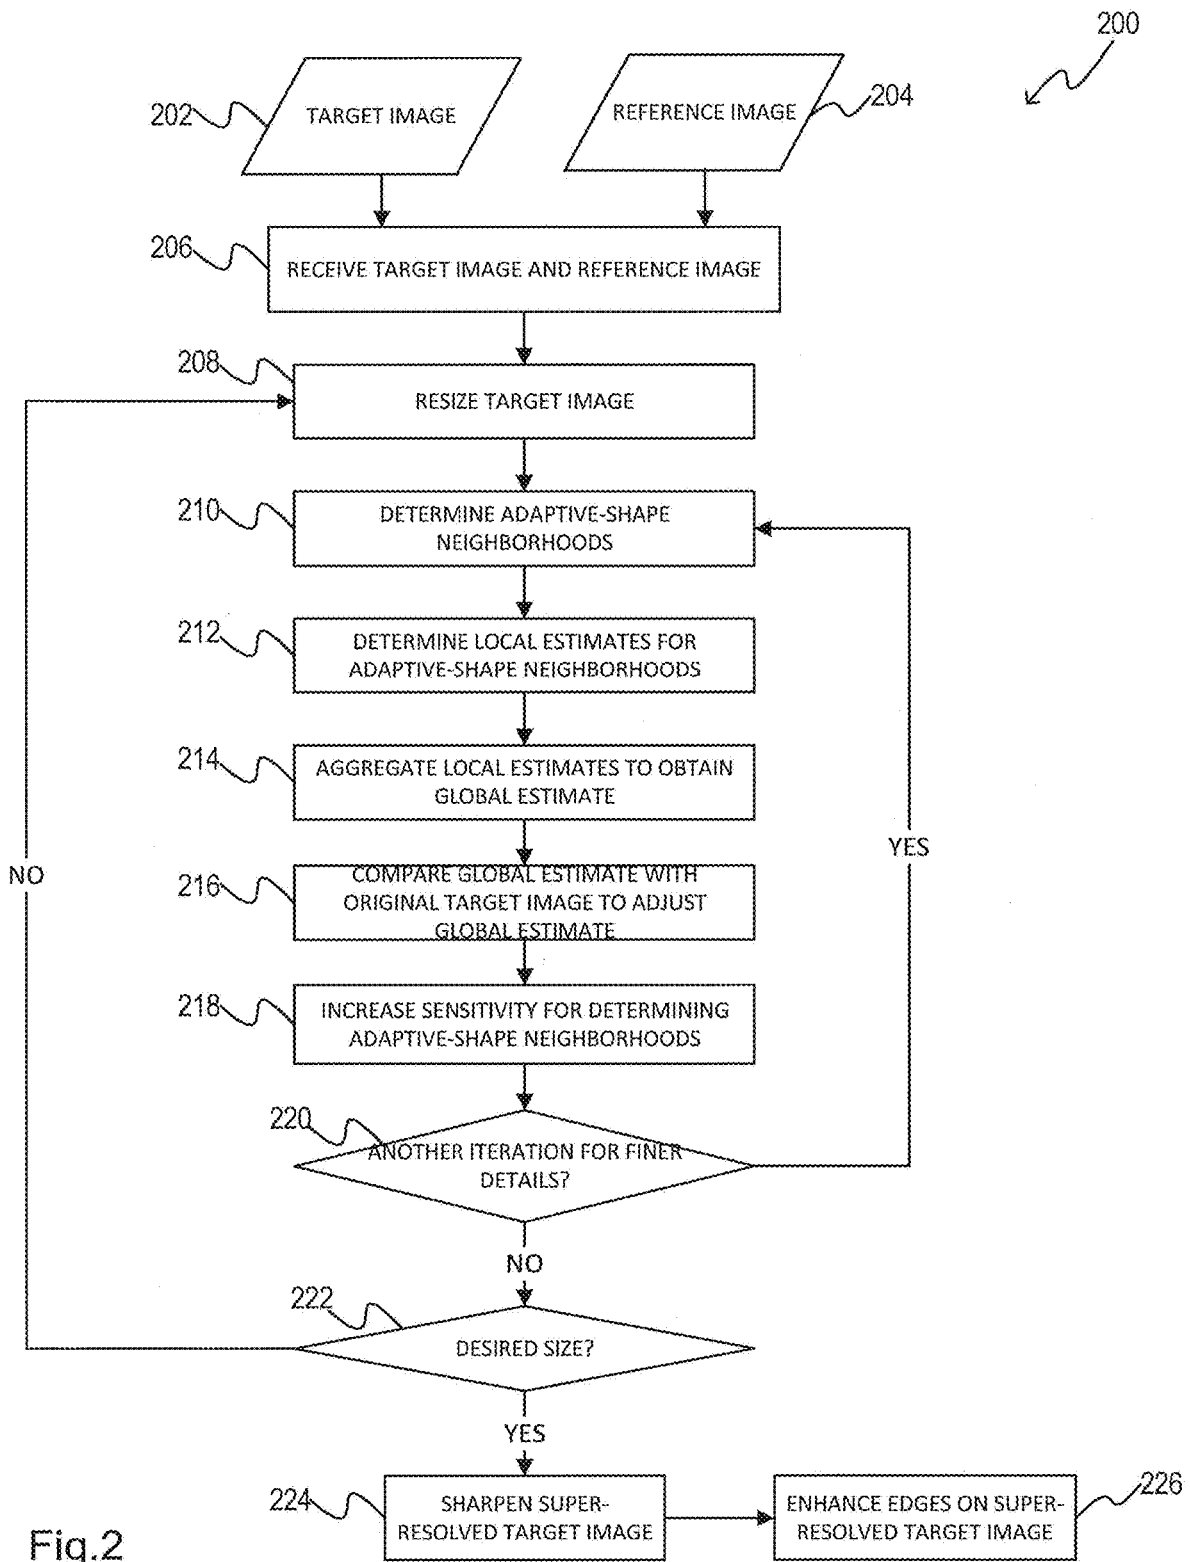 200
202
TARGET IMAGE
REFERENCE IMAGE
204
206
RECEIVE TARGET IMAGE AND REFERENCE IMAGE
208
RESIZE TARGET IMAGE
210
DETERMINE ADAPTIVE-SHAPE
NEIGHBORHOODS
212
DETERMINE LOCAL ESTIMATES FOR
ADAPTIVE-SHAPE NEIGHBORHOODS
214
AGGREGATE LOCAL ESTIMATES TO OBTAIN
GLOBAL ESTIMATE
YES
NO
216
COMPARE GLOBAL ESTIMATE WITH
ORIGINAL TARGET IMAGE TO ADJUST
GLOBAL ESTIMATE
218
INCREASE SENSITIVITY FOR DETERMINING
ADAPTIVE-SHAPE NEIGHBORHOODS
220
ANOTHER ITERATION FOR FINER
DETAILS?
NO
222
DESIRED SIZE?
YES
224
SHARPEN SUPER-
RESOLVED TARGET IMAGE
ENHANCE EDGES ON SUPER-
RESOLVED TARGET IMAGE
226
Fig.2